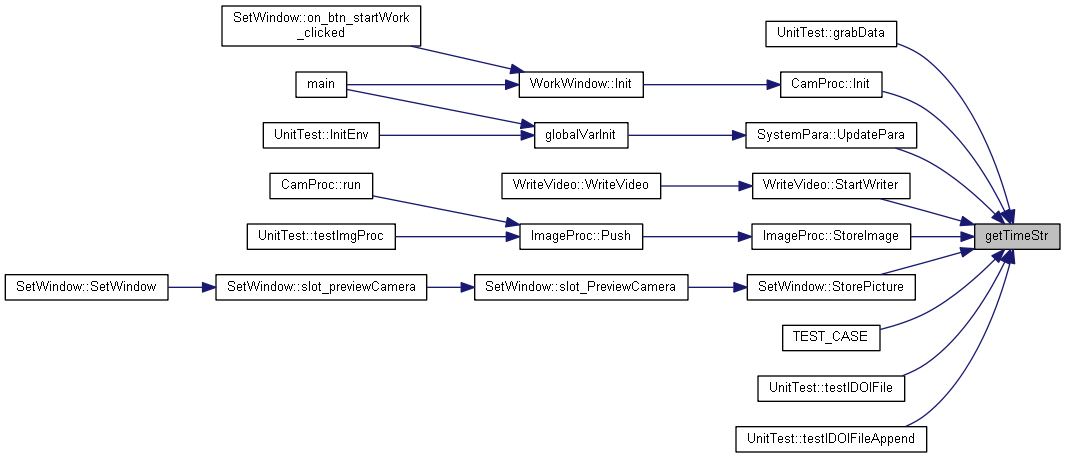 SetWindow::on_btn_startWork
_clicked
UnitTest::grabData
main
WorkWindow::Init
CamProc::Init
UnitTest::InitEnv
globalVarInit
SystemPara::UpdatePara
CamProc::run
WriteVideo::WriteVideo
WriteVideo::StartWriter
UnitTest::testImgProc
ImageProc::Push
ImageProc::StoreImage
getTimeStr
SetWindow::SetWindow
SetWindow::slot_previewCamera
SetWindow::slot_PreviewCamera
SetWindow::StorePicture
TEST_CASE
UnitTest::testIDOIFile
UnitTest::testIDOIFileAppend